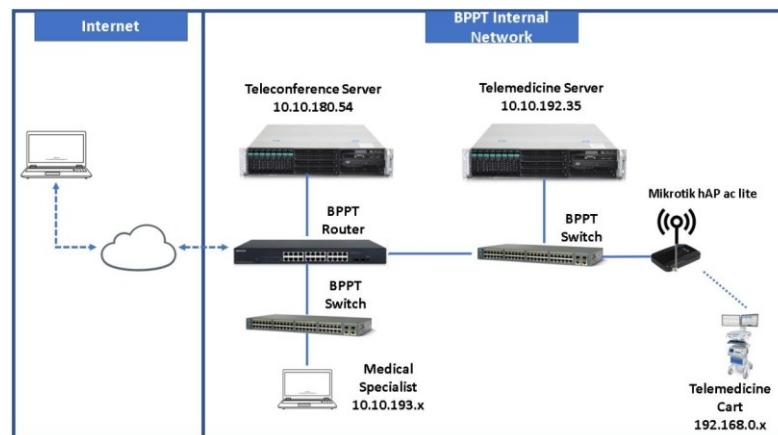 Internet
BPPT Internal
Network
Teleconference Server
10.10.180.54
Telemedicine Server
10.10.192.35
Mikrotik hAP ac lite
BPPT
Router
BPPT
Switch
BPPT
Switch
Medical
Specialist
10.10.193.x
Telemedicine
Cart
192.168.0.x